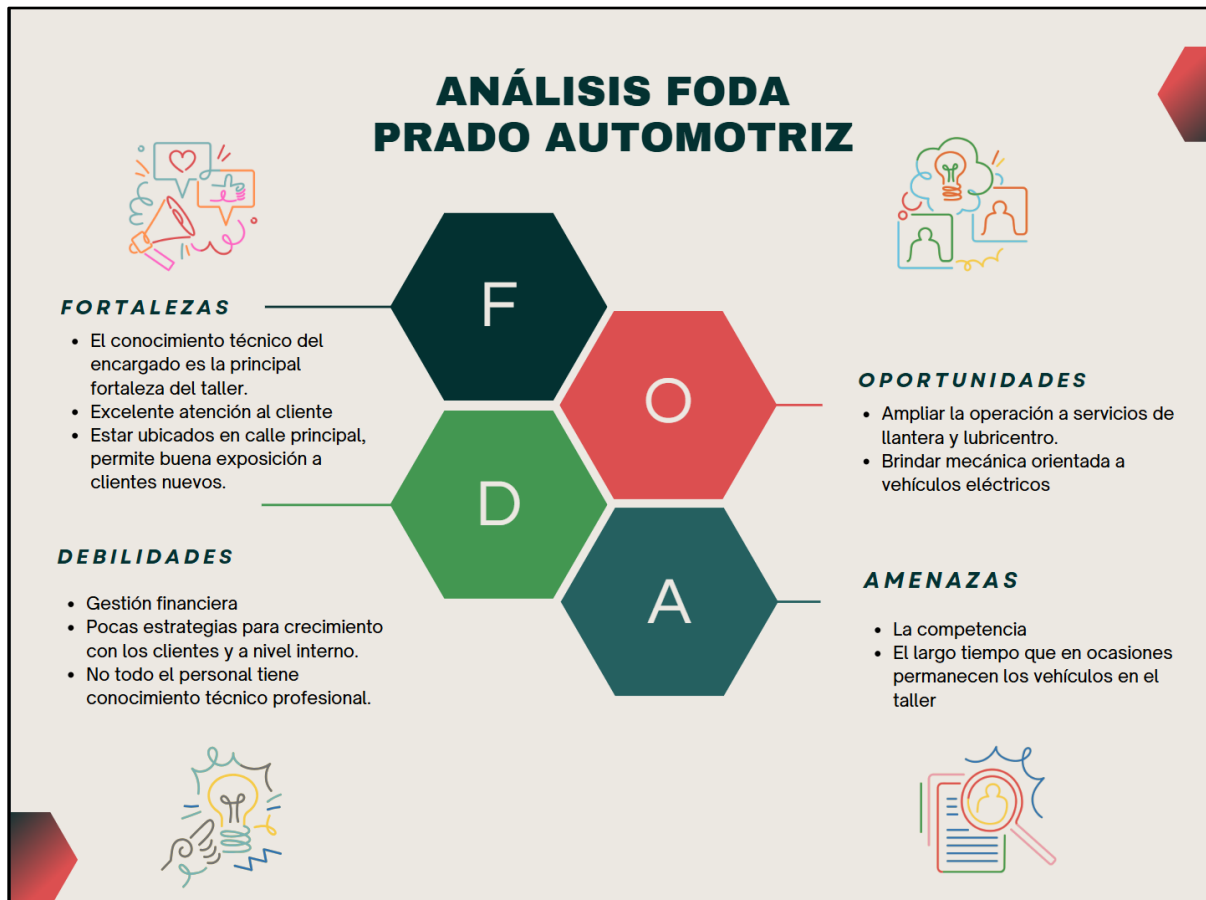 ANÁLISIS FODA
PRADO AUTOMOTRIZ
F
FORTALEZAS
• El conocimiento técnico del
encargado es la principal
fortaleza del taller.
• Excelente atención al cliente
• Estar ubicados en calle principal,
permite buena exposición a
clientes nuevos.
O
OPORTUNIDADES
• Ampliar la operación a servicios de
llantera y lubricentro.
• Brindar mecánica orientada a
vehículos eléctricos
D
DEBILIDADES
• Gestión financiera
• Pocas estrategias para crecimiento
con los clientes y a nivel interno.
• No todo el personal tiene
conocimiento técnico profesional.
A
AMENAZAS
• La competencia
• El largo tiempo que en ocasiones
permanecen los vehículos en el
taller